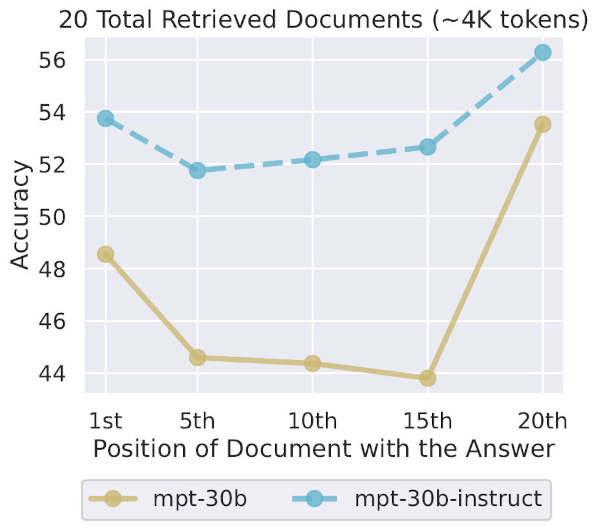 20 Total Retrieved Documents (~4K tokens)
56
54
52
50
48
46
44
Accuracy
1st 5th 10th 15th 20th
Position of Document with the Answer
mpt-30b mpt-30b-instruct